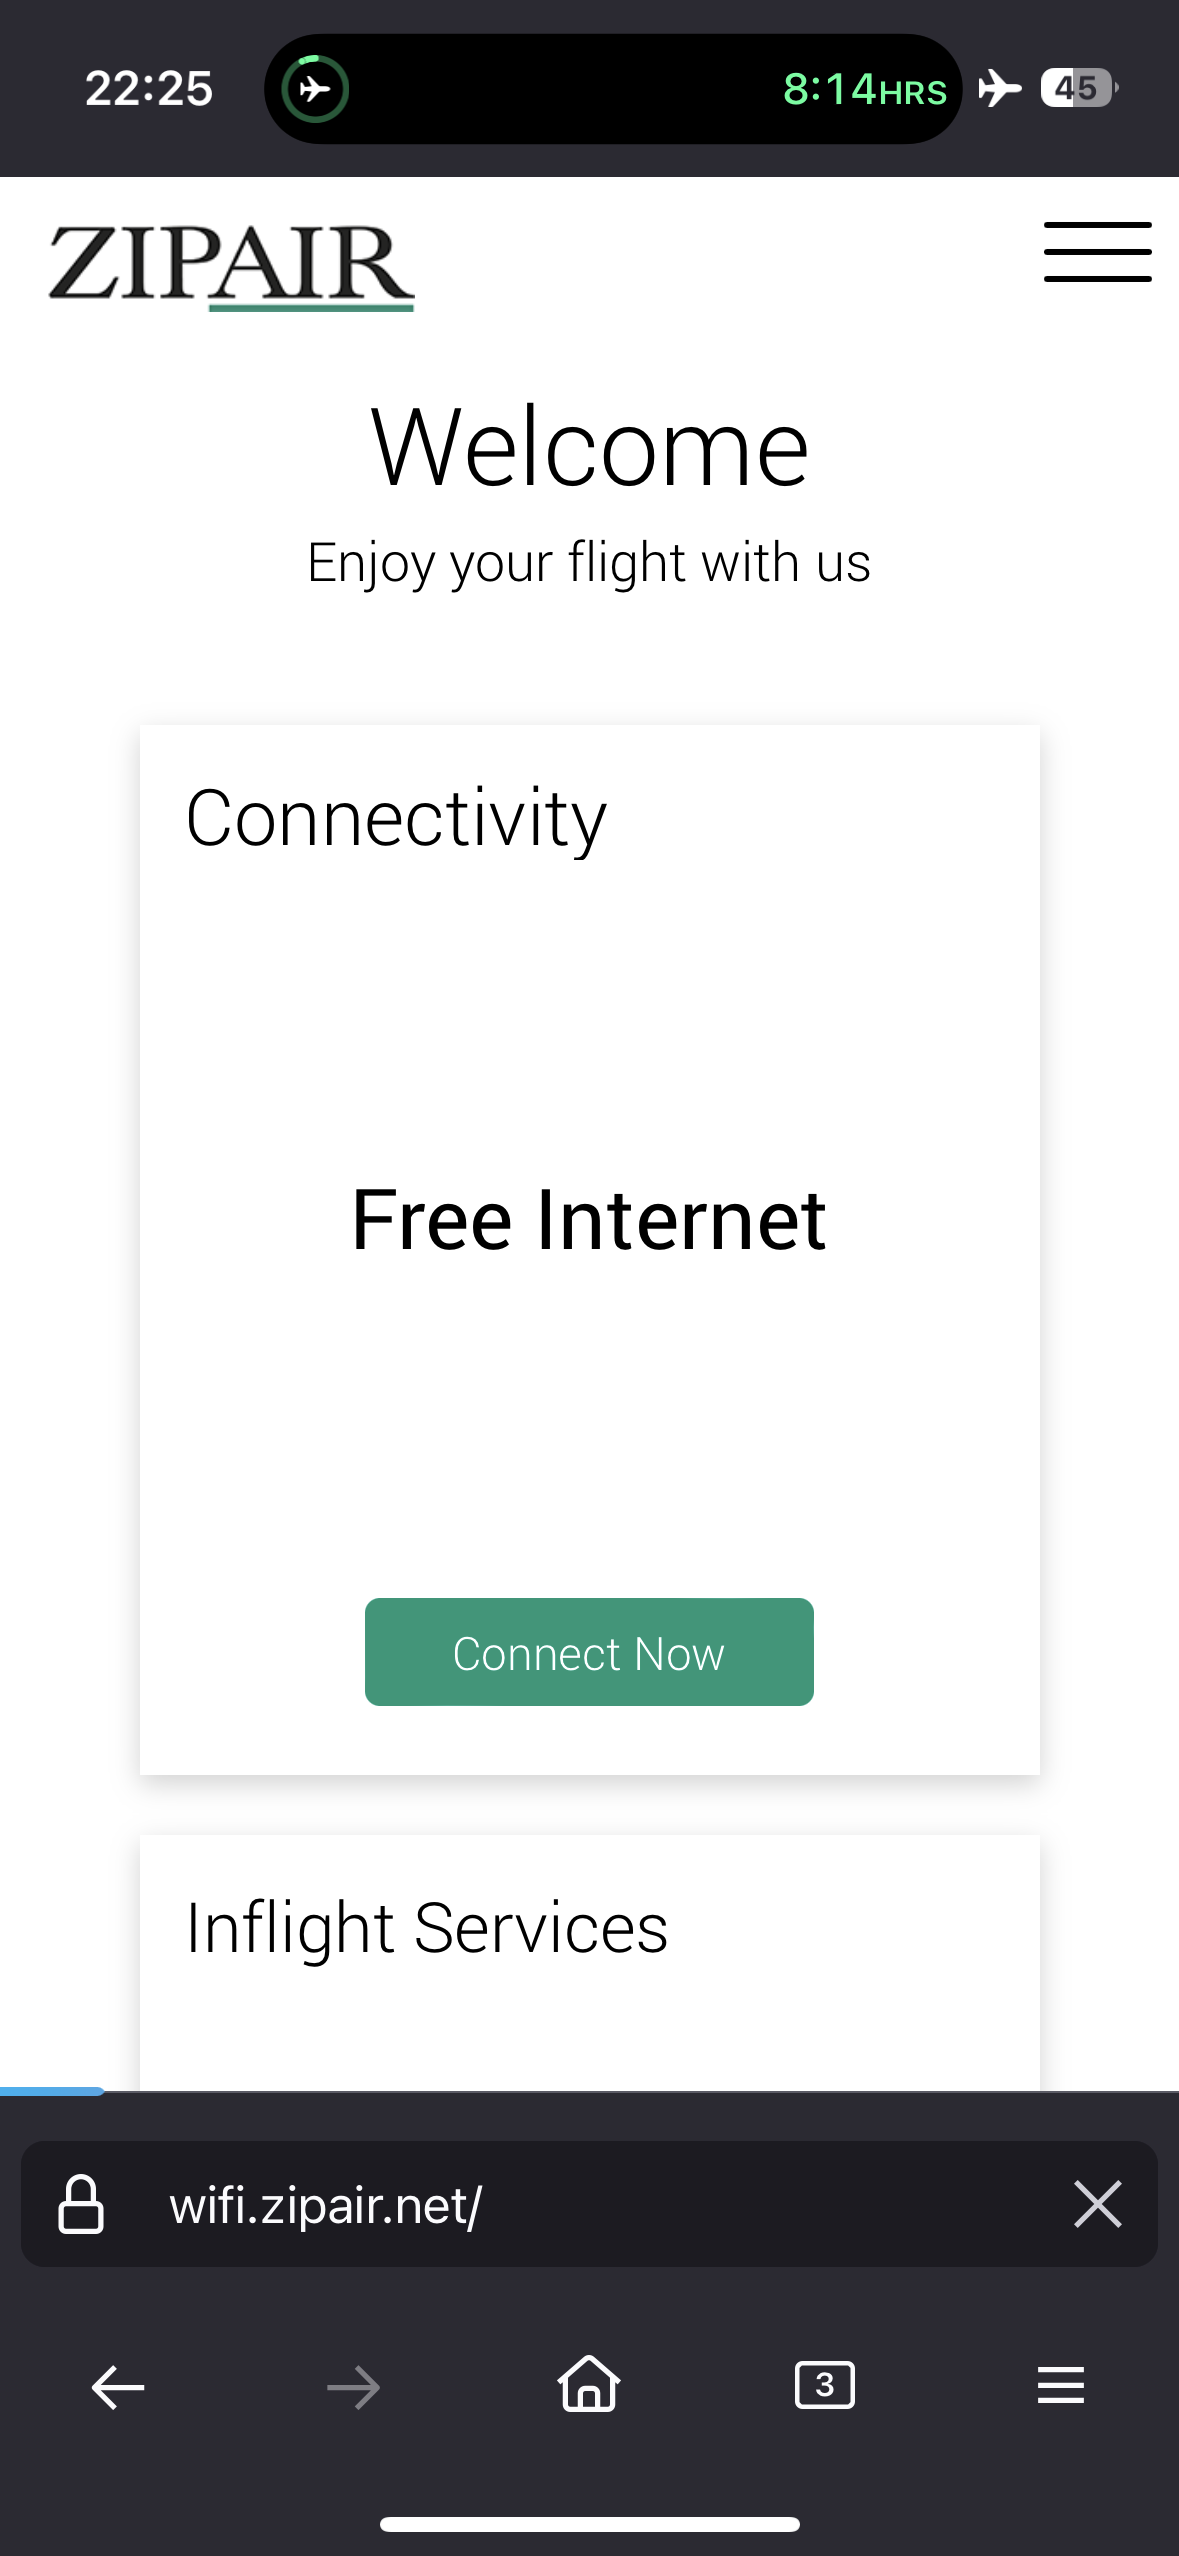 22:25
8:14HRS
45
ZIPAIR
Welcome
Enjoy your flight with us
Connectivity
Free Internet
Connect Now
Inflight Services
wifi.zipair.net/
3